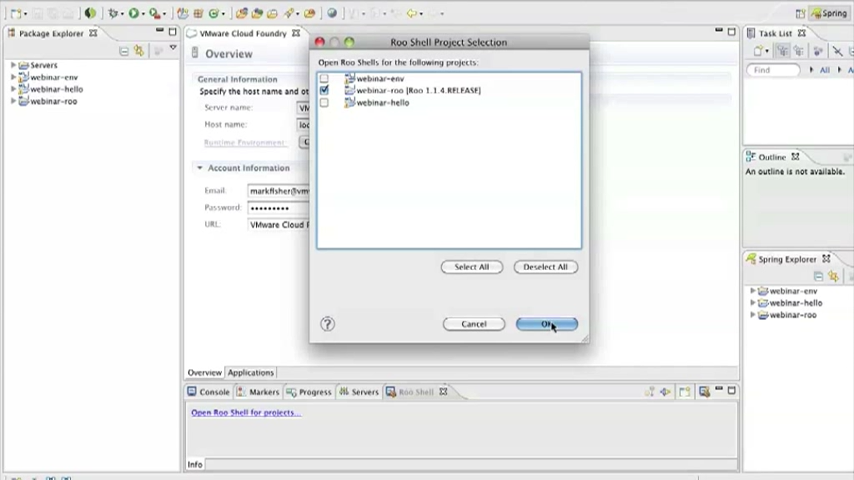 Spring
Package Explorer
Servers
webinar-env
webinar-hello
webinar-roo
VMware Cloud Foundry
Overview
General Information
Specify the host name and ot
Server name:
VM
Host name:
loc
Runtime Environment:
Account Information
Email:
markfisher@vm
Password:
URL:
VMware Cloud F
Overview
Applications
Roo Shell Project Selection
Open Roo Shells for the following projects:
webinar-env
webinar-roo [Roo 1.1.4.RELEASE]
webinar-hello
Select All
Deselect All
?
Cancel
Console
Markers
Progress
Servers
Roo Shell
Open Roo Shell for projects...
Info
Task List
Find
All
Outline
An outline is not available.
Spring Explorer
webinar-env
webinar-hello
webinar-roo